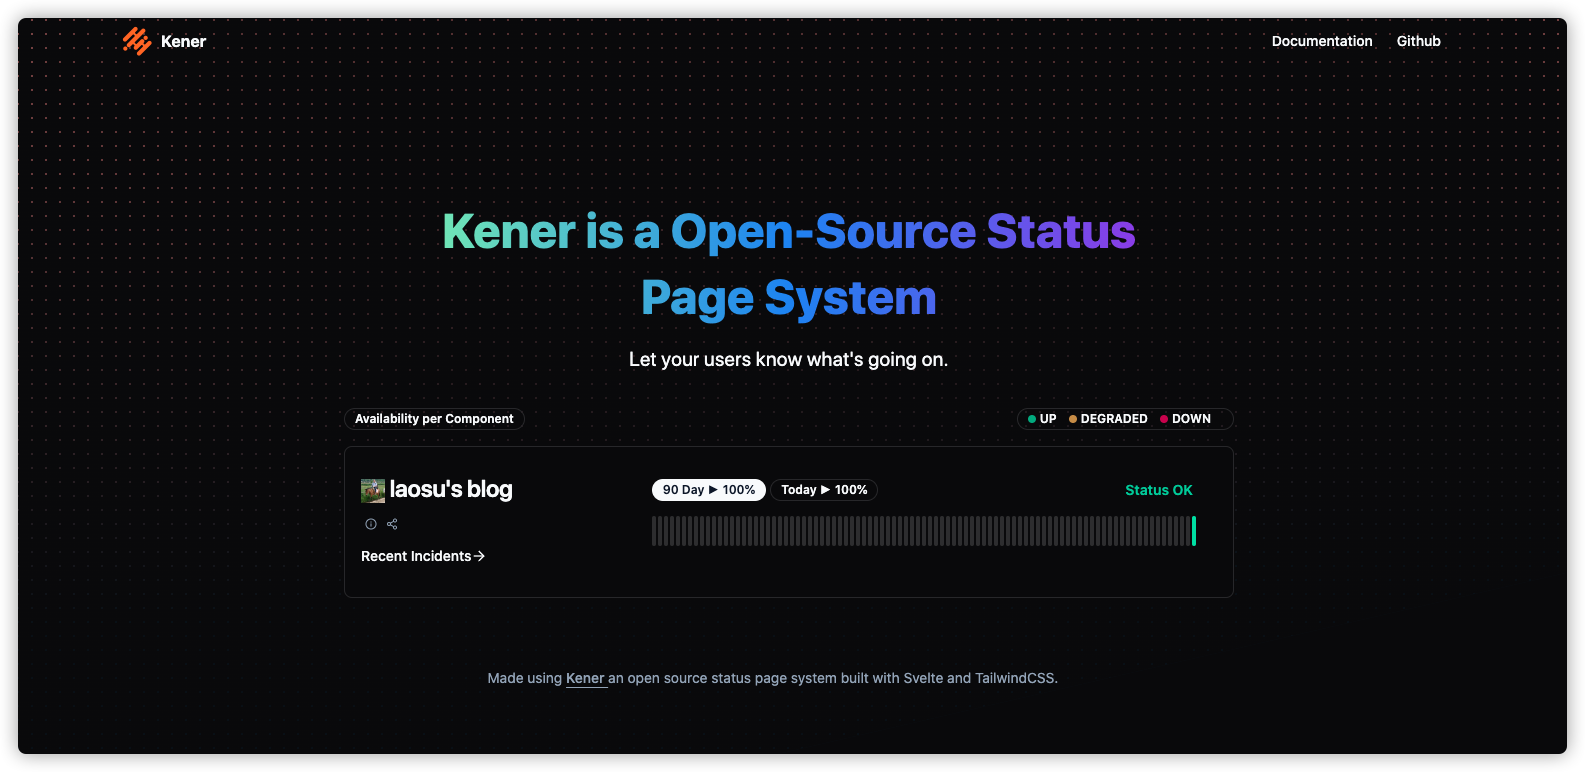 Kener
Documentation Github
Kener is a Open-Source Status
Page System
Let your users know what's going on.
Availability per Component
UP DEGRADED DOWN
laosu's blog
90 Day ► 100% Today ► 100%
Status OK
Recent Incidents→
Made using Kener an open source status page system built with Svelte and TailwindCSS.